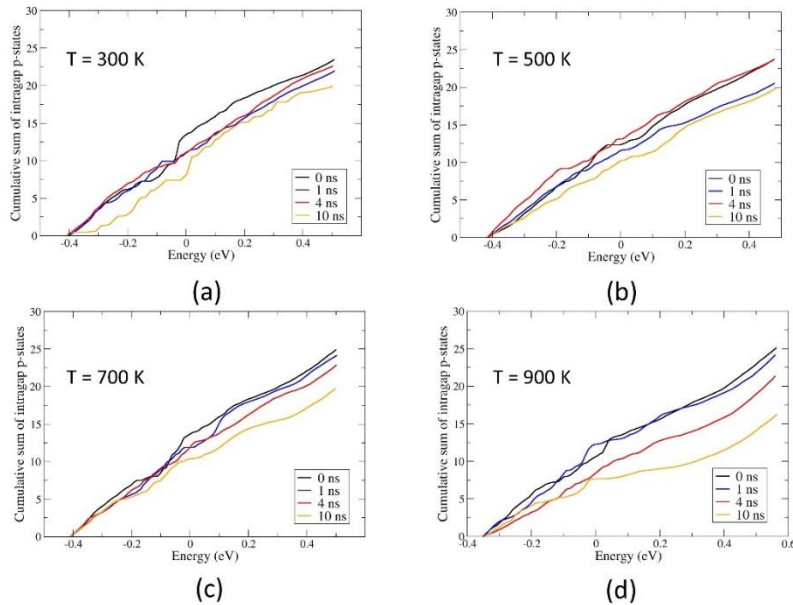 T = 300 K
Cumulative sum of intragap p-states
30
25
20
15
10
5
0
-0.4 -0.2 0 0.2 0.4
Energy (eV)
0 ns
1 ns
4 ns
10 ns
(a)
T = 500 K
Cumulative sum of intragap p-states
30
25
20
15
10
5
0
-0.4 -0.2 0 0.2 0.4
Energy (eV)
0 ns
1 ns
4 ns
10 ns
(b)
T = 700 K
Cumulative sum of intragap p-states
30
25
20
15
10
5
0
-0.4 -0.2 0 0.2 0.4
Energy (eV)
0 ns
1 ns
4 ns
10 ns
(c)
T = 900 K
Cumulative sum of intragap p-states
30
25
20
15
10
5
0
-0.4 -0.2 0 0.2 0.4 0.6
Energy (eV)
0 ns
1 ns
4 ns
10 ns
(d)